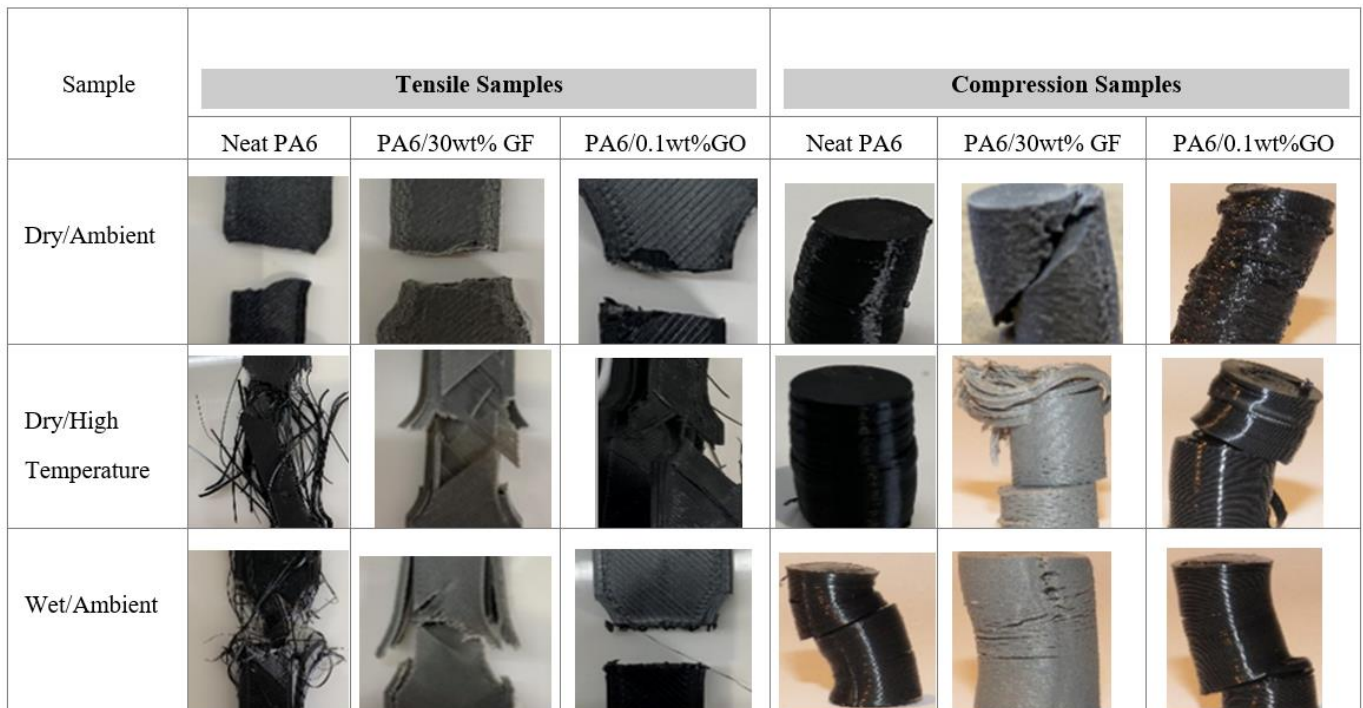 Sample
Tensile Samples
Compression Samples
Neat PA6
PA6/30wt% GF
PA6/0.1wt%GO
Neat PA6
PA6/30wt% GF
PA6/0.1wt%GO
Dry/Ambient
Dry/High
Temperature
Wet/Ambient